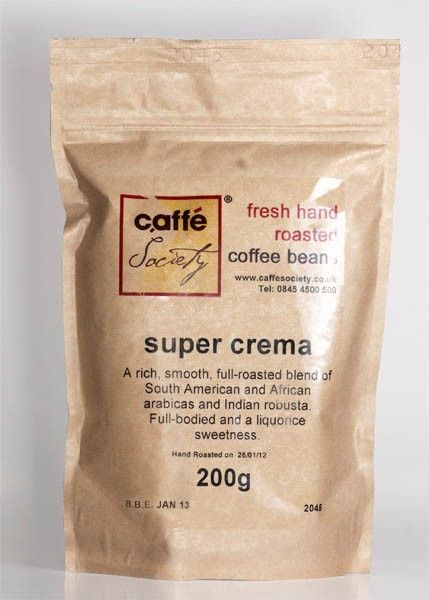 caffé
Society
®
fresh hand
roasted
coffee beans
www.caffesociety.co.uk
Tel: 0845 4500 500
super crema
A rich, smooth, full-roasted blend of
South American and African
arabicas and Indian robusta.
Full-bodied and a liquorice
sweetness.
Hand Roasted on 25/01/12
200g
B.B.E. JAN 13 2045